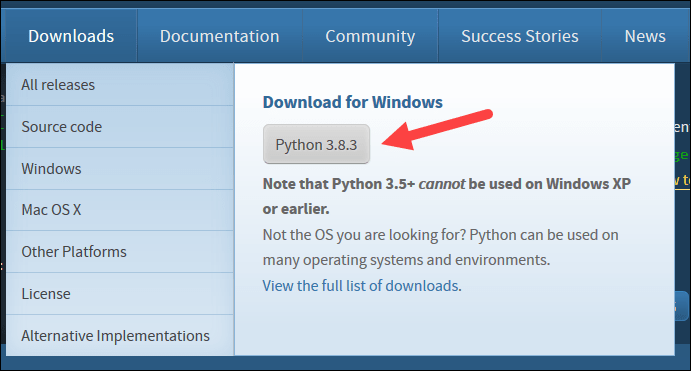 Downloads
Documentation
Community
Success Stories
News
All releases
Source code
Windows
Mac OS X
Other Platforms
License
Alternative Implementations
Download for Windows
Python 3.8.3
Note that Python 3.5+ cannot be used on Windows XP
or earlier.
Not the OS you are looking for? Python can be used on
many operating systems and environments.
View the full list of downloads.